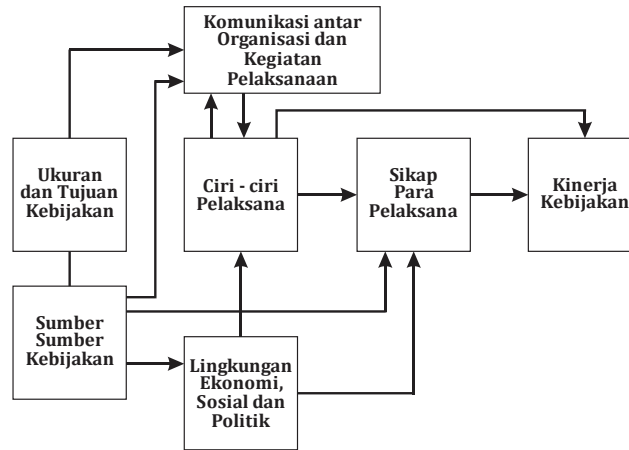 Komunikasi antar
Organisasi dan
Kegiatan
Pelaksanaan
Ukuran
dan Tujuan
Kebijakan
Ciri - ciri
Pelaksana
Sikap
Para
Pelaksana
Kinerja
Kebijakan
Sumber
Sumber
Kebijakan
Lingkungan
Ekonomi,
Sosial dan
Politik